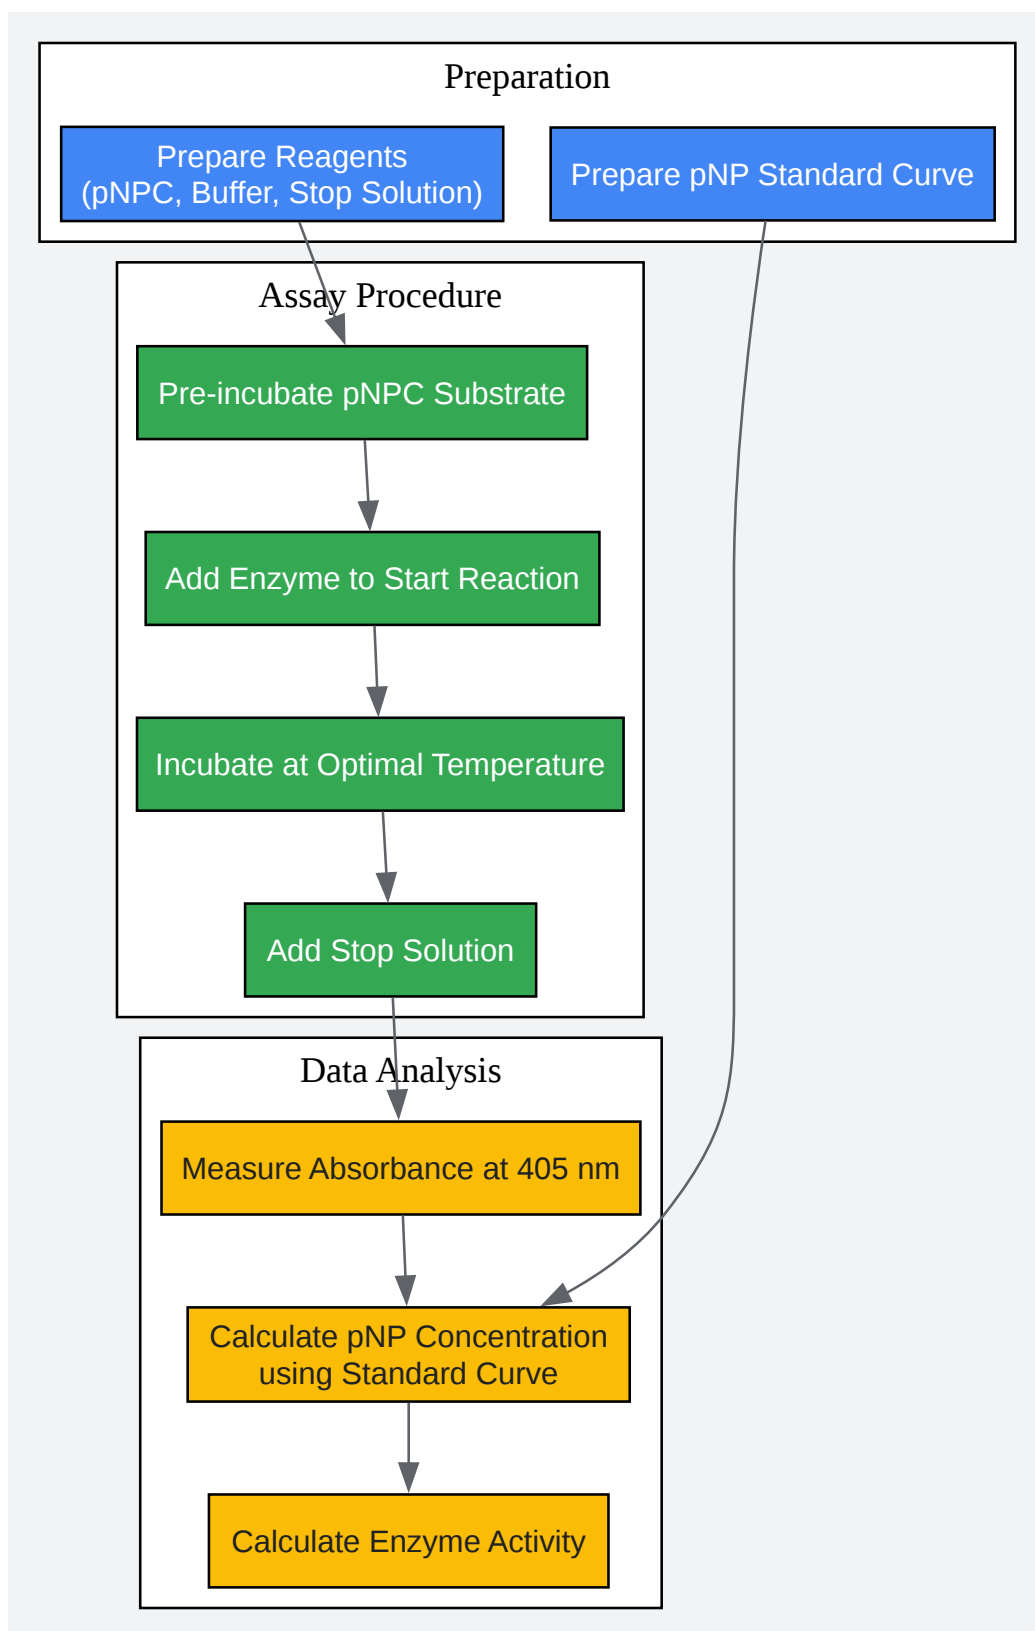 Preparation
Prepare Reagents
(pNPC, Buffer, Stop Solution)
Prepare pNP Standard Curve
Assay Procedure
Pre-incubate pNPC Substrate
Add Enzyme to Start Reaction
Incubate at Optimal Temperature
Add Stop Solution
Data Analysis
Measure Absorbance at 405 nm
Calculate pNP Concentration
using Standard Curve
Calculate Enzyme Activity